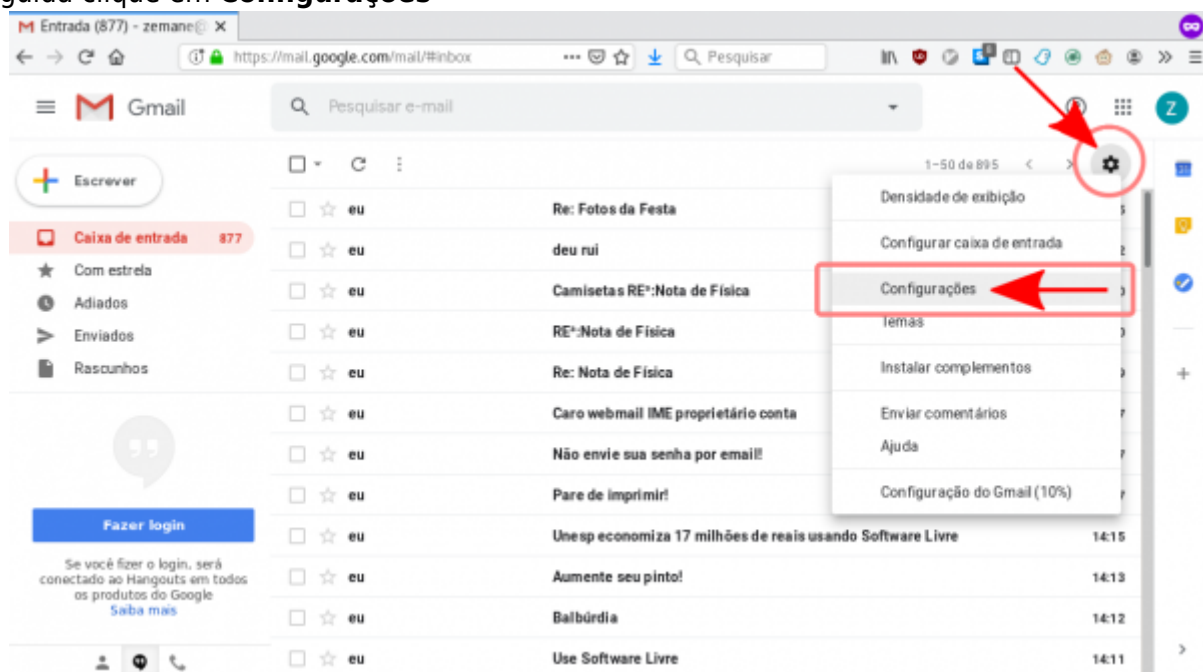 guida clique em Configurações
Entrada (877) - zemane@
https://mail.google.com/mail/#inbox
Pesquisar
Gmail
Pesquisar e-mail
Z
Escrever
1-50 de 895
Caixa de entrada 877
Com estrela
Adiados
Enviados
Rascunhos
Fazer login
Se você fizer o login, será
conectado ao Hangouts em todos
os produtos do Google
Saiba mais
eu Re: Fotos da Festa
eu deu rui
eu Camisetas RE*:Nota de Física
eu RE*:Nota de Física
eu Re: Nota de Física
eu Caro webmail IME proprietário conta
eu Não envie sua senha por email!
eu Pare de imprimir!
eu Unesp economiza 17 milhões de reais usando Software Livre 14:15
eu Aumente seu pinto! 14:13
eu Balbúrdia 14:12
eu Use Software Livre 14:11
Densidade de exibição
Configurar caixa de entrada
Configurações
Temas
Instalar complementos
Enviar comentários
Ajuda
Configuração do Gmail (10%)